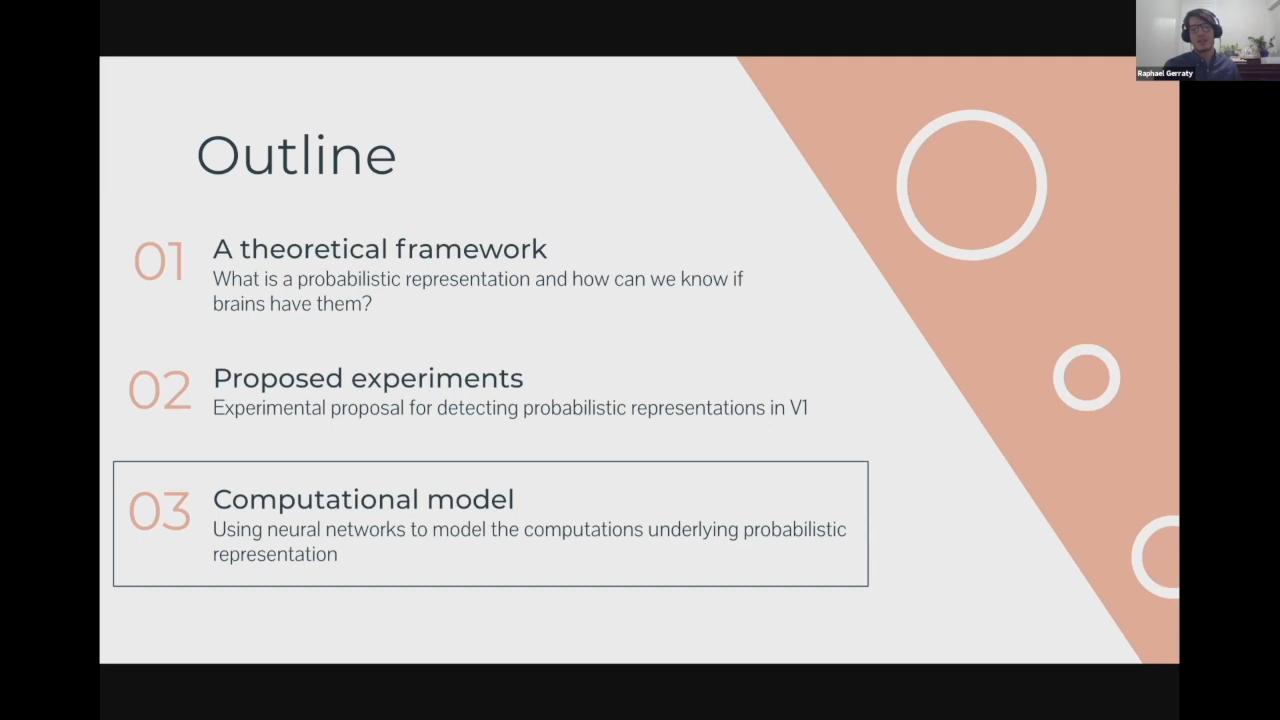 Raphael Gerraty
Outline
01
A theoretical framework
What is a probabilistic representation and how can we know if
brains have them?
02
Proposed experiments
Experimental proposal for detecting probabilistic representations in V1
03
Computational model
Using neural networks to model the computations underlying probabilistic
representation